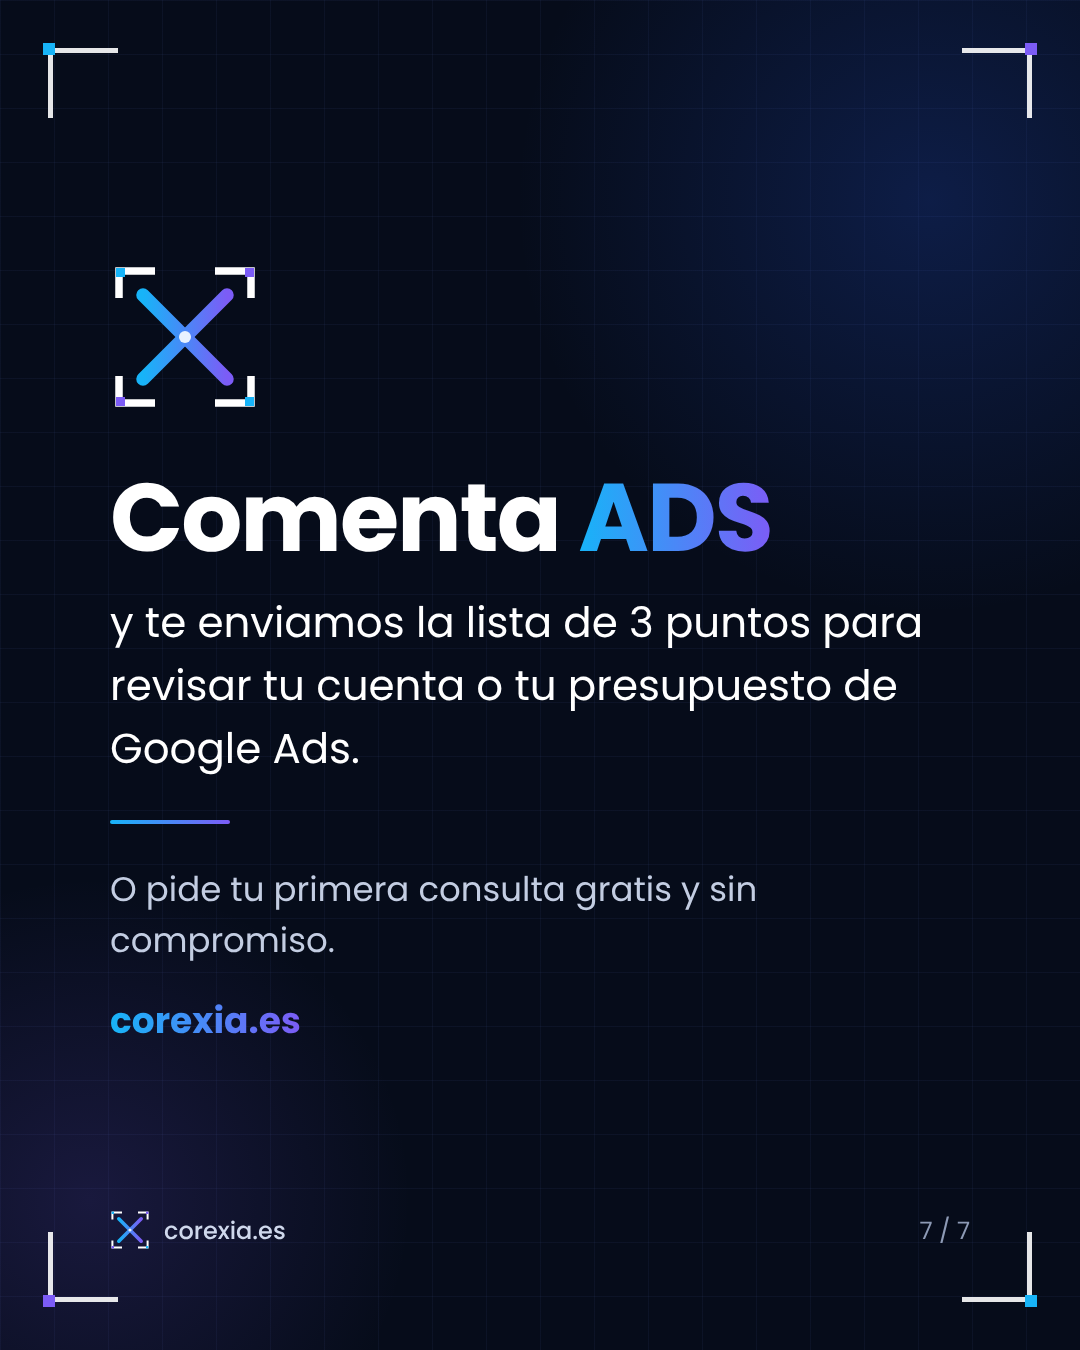 Comenta ADS
y te enviamos la lista de 3 puntos para
revisar tu cuenta o tu presupuesto de
Google Ads.
O pide tu primera consulta gratis y sin
compromiso.
corexia.es
corexia.es
7 / 7